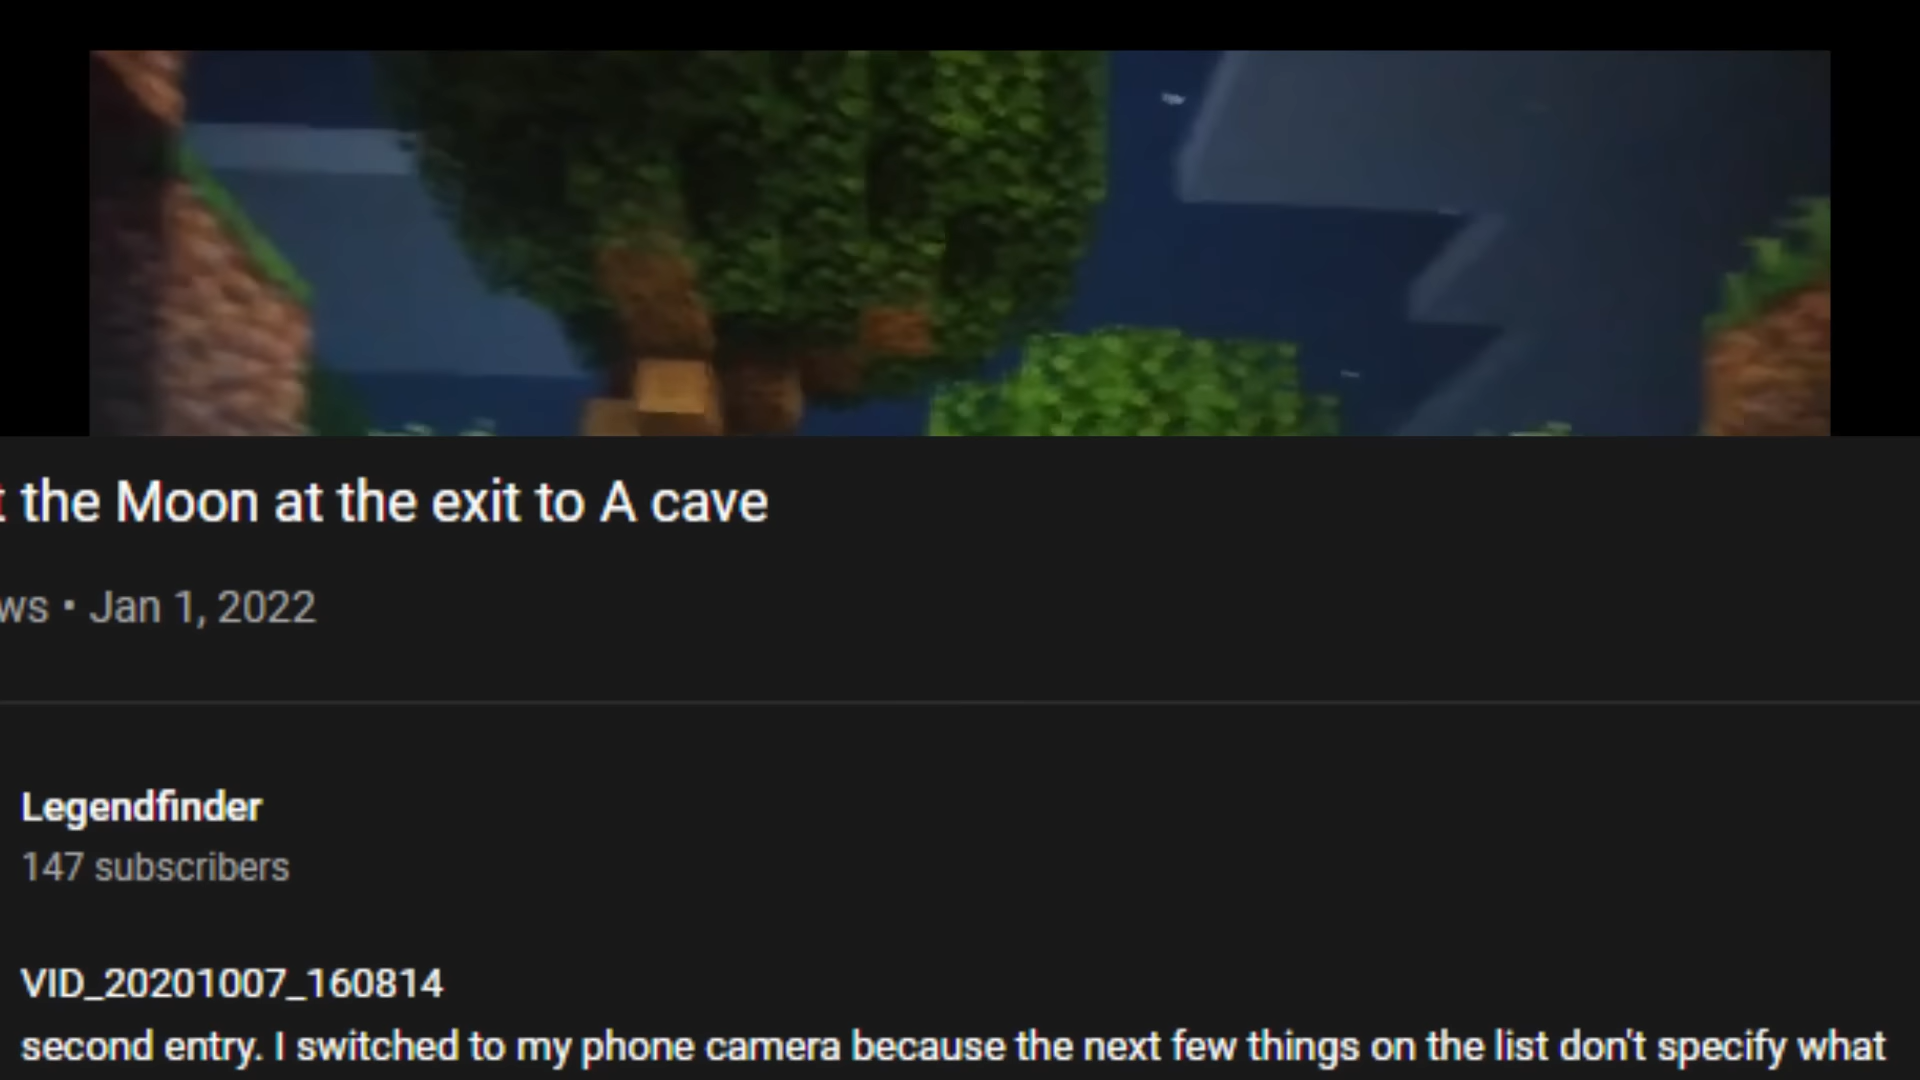 the Moon at the exit to A cave
ws • Jan 1, 2022
Legendfinder
147 subscribers
VID_20201007_160814
second entry. I switched to my phone camera because the next few things on the list don't specify what